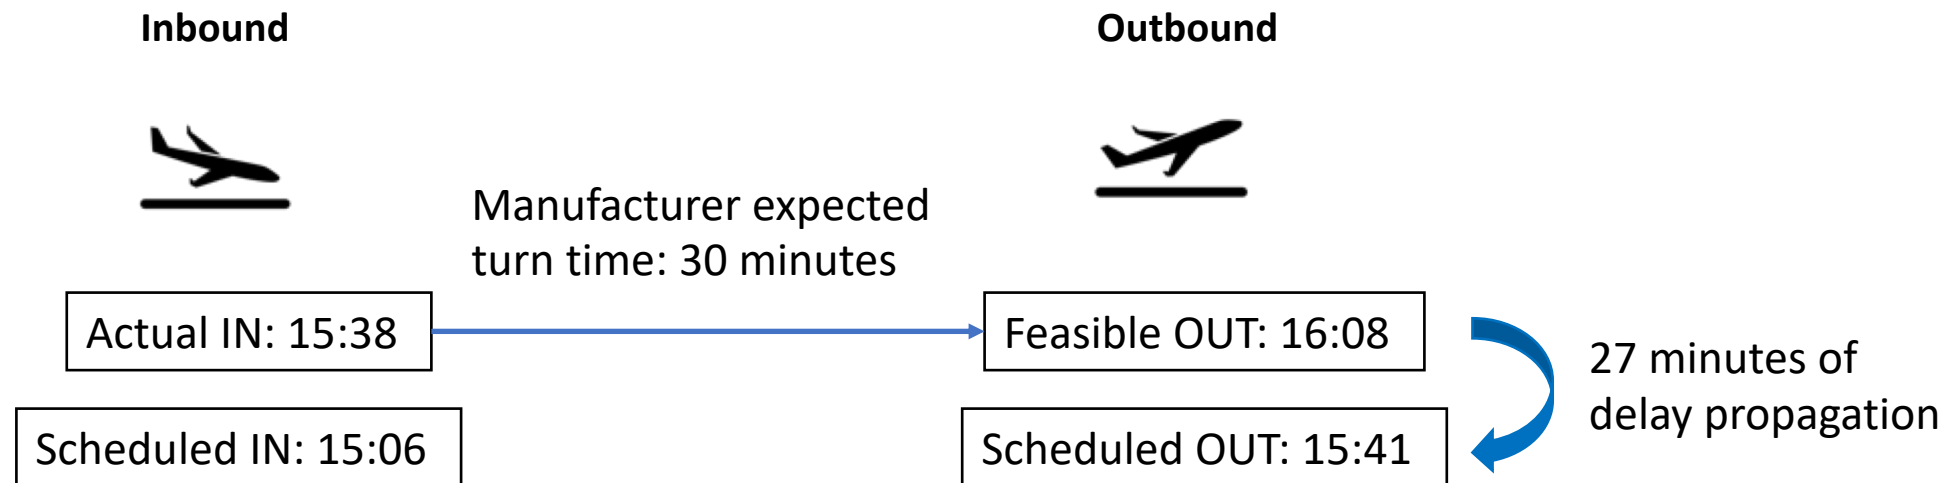 Inbound
Outbound
Manufacturer expected
turn time: 30 minutes
Actual IN: 15:38
Feasible OUT: 16:08
27 minutes of
delay propagation
Scheduled IN: 15:06
Scheduled OUT: 15:41